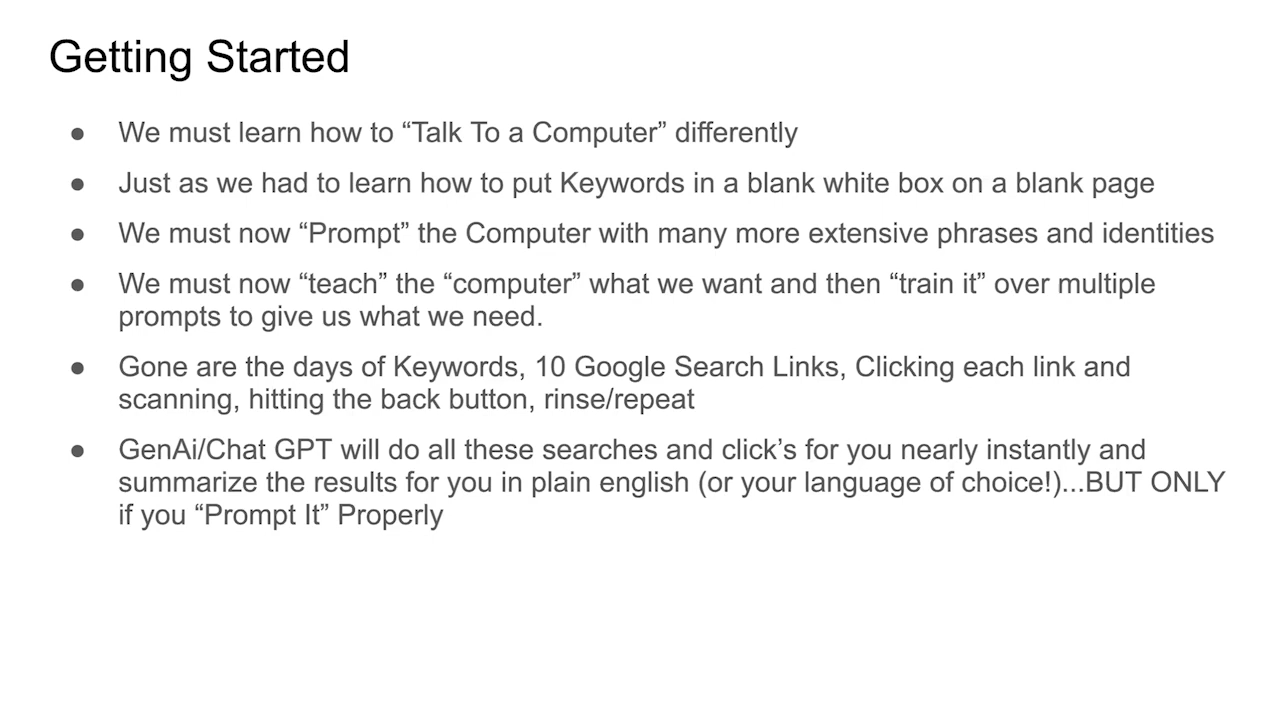 Getting Started
● We must learn how to “Talk To a Computer” differently
● Just as we had to learn how to put Keywords in a blank white box on a blank page
● We must now “Prompt” the Computer with many more extensive phrases and identities
● We must now “teach” the “computer” what we want and then “train it” over multiple
prompts to give us what we need.
● Gone are the days of Keywords, 10 Google Search Links, Clicking each link and
scanning, hitting the back button, rinse/repeat
● GenAi/Chat GPT will do all these searches and click’s for you nearly instantly and
summarize the results for you in plain english (or your language of choice!)...BUT ONLY
if you “Prompt It” Properly